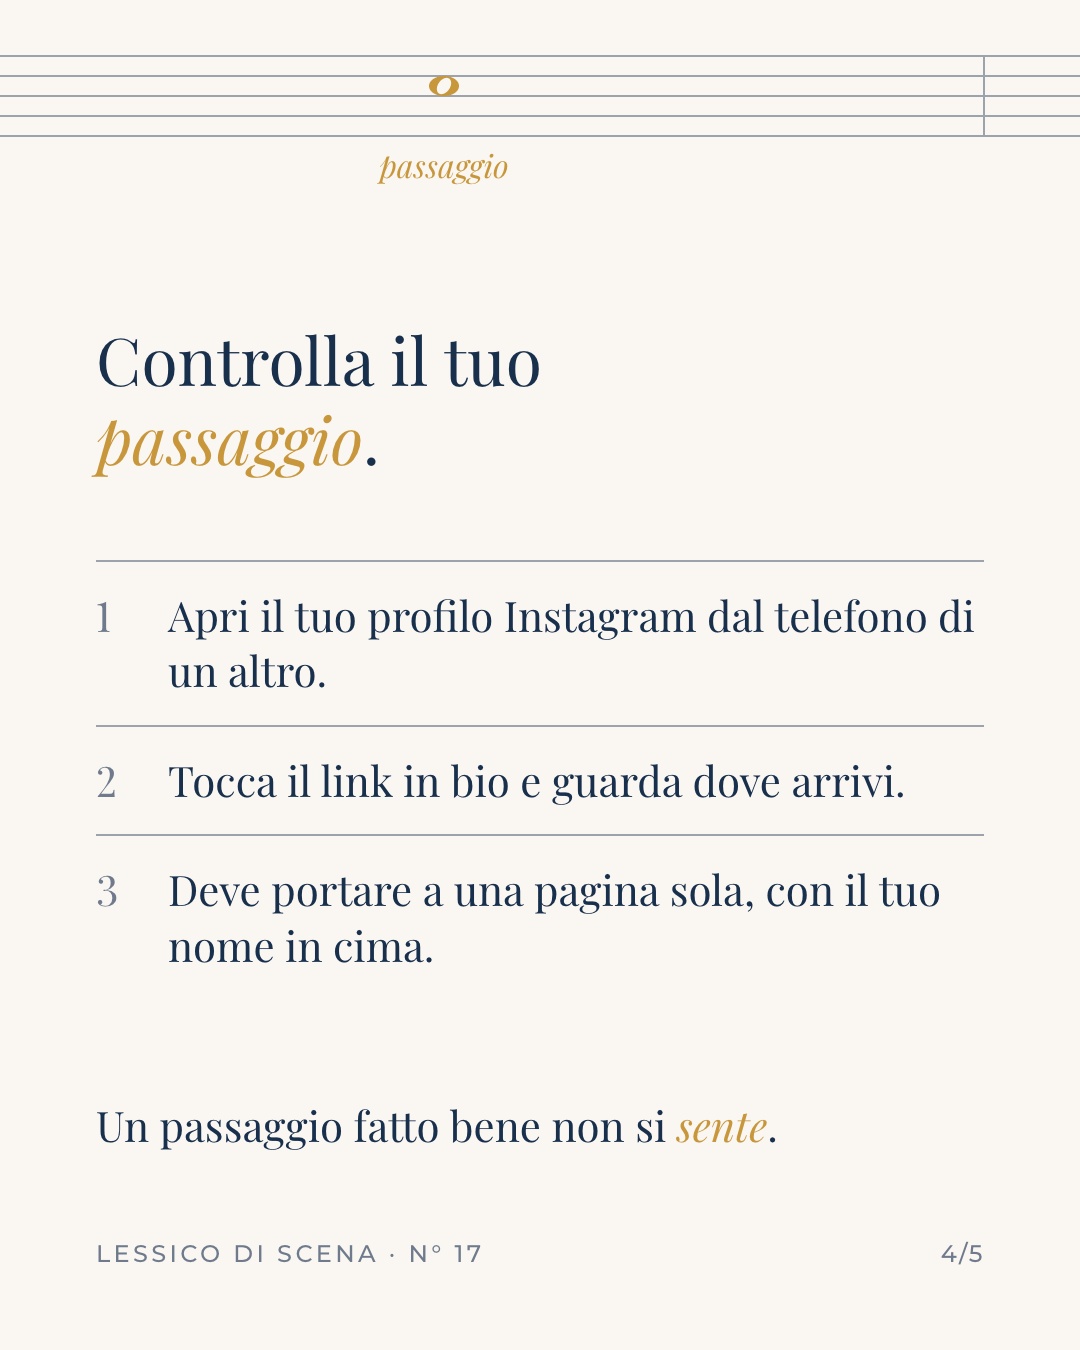 passaggio
Controlla il tuo
passaggio.
1 Apri il tuo profilo Instagram dal telefono di
un altro.
2 Tocca il link in bio e guarda dove arrivi.
3 Deve portare a una pagina sola, con il tuo
nome in cima.
Un passaggio fatto bene non si sente.
LESSICO DI SCENA · N° 17 4/5